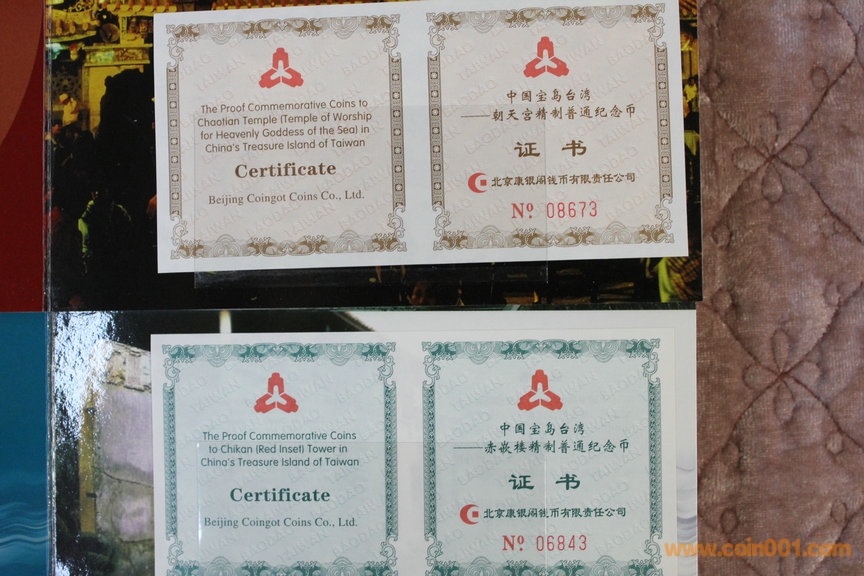 The Proof Commemorative Coins to
Chaotian Temple (Temple of Worship
for Heavenly Goddess of the Sea) in
China's Treasure Island of Taiwan
Certificate
Beijing Coingot Coins Co., Ltd.
中国宝岛台湾
——朝天宫精制普通纪念币
证 书
北京康银阁钱币有限责任公司
Nº 08673
The Proof Commemorative Coins
to Chikan (Red Inset) Tower in
China's Treasure Island of Taiwan
Certificate
Beijing Coingot Coins Co., Ltd.
中国宝岛台湾
——赤嵌楼精制普通纪念币
证 书
北京康银阁钱币有限责任公司
Nº 06843
www.coin001.com